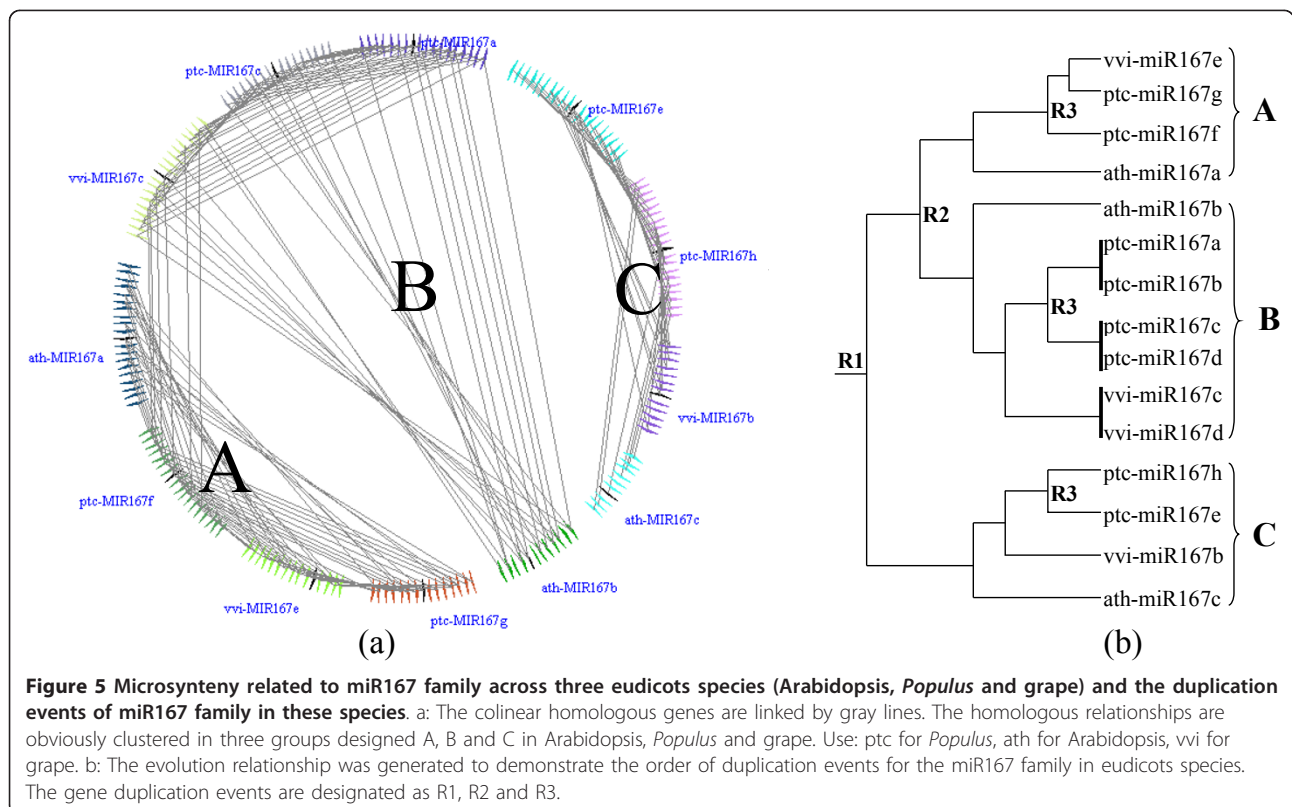 ptc-MIR167a
ptc-MIR167c
ptc-MIR167e
vvi-MIR167c
ptc-MIR167h
B
C
ath-MIR167a
vvi-MIR167b
A
ptc-MIR167f
ath-MIR167c
ath-MIR167b
vvi-MIR167e
ptc-MIR167g
(a)
vvi-miR167e
ptc-miR167g
R3
A
ptc-miR167f
ath-miR167a
R2
ath-miR167b
ptc-miR167a
ptc-miR167b
R3
B
ptc-miR167c
ptc-miR167d
R1
vvi-miR167c
vvi-miR167d
ptc-miR167h
R3
ptc-miR167e
C
vvi-miR167b
ath-miR167c
(b)
Figure 5 Microsynteny related to miR167 family across three eudicots species (Arabidopsis, Populus and grape) and the duplication
events of miR167 family in these species. a: The colinear homologous genes are linked by gray lines. The homologous relationships are
obviously clustered in three groups designed A, B and C in Arabidopsis, Populus and grape. Use: ptc for Populus, ath for Arabidopsis, vvi for
grape. b: The evolution relationship was generated to demonstrate the order of duplication events for the miR167 family in eudicots species.
The gene duplication events are designated as R1, R2 and R3.